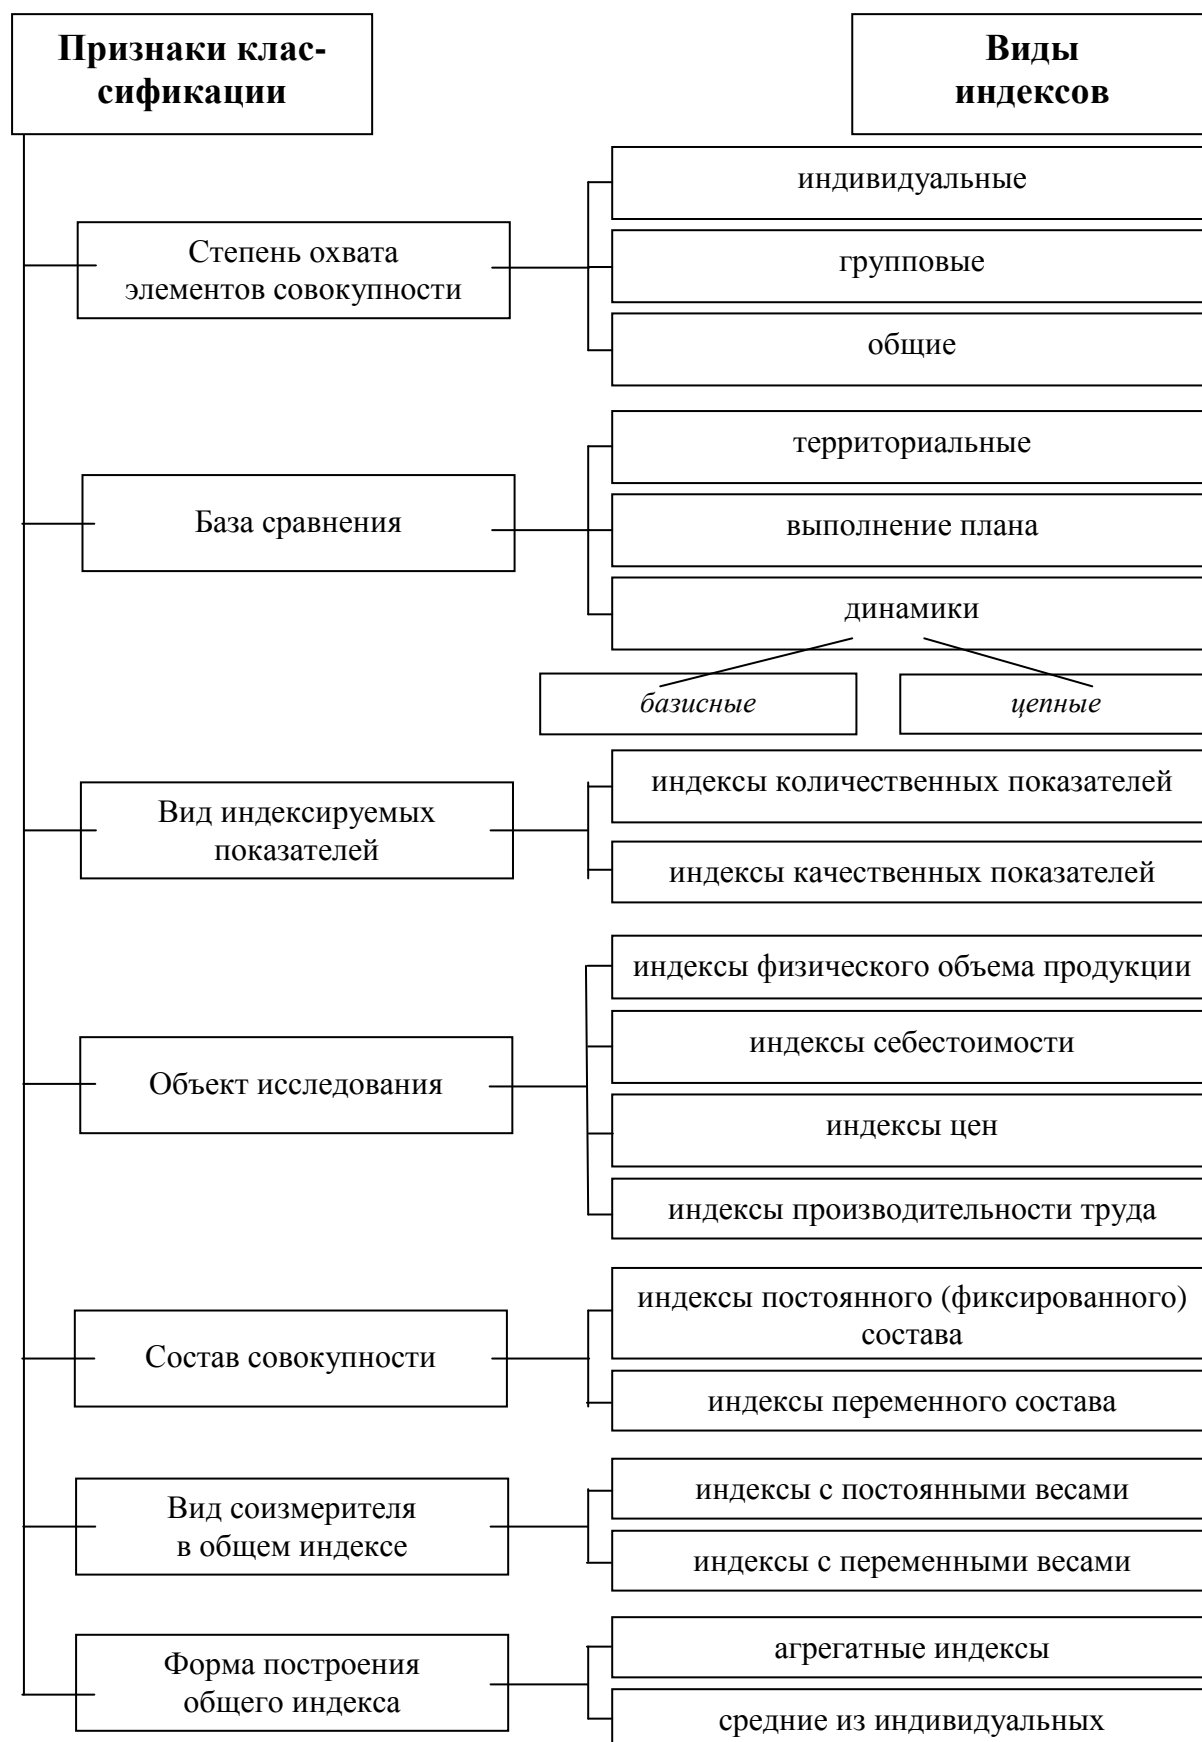 Признаки клас-
сификации
Виды
индексов
Степень охвата
элементов совокупности
индивидуальные
групповые
общие
База сравнения
территориальные
выполнение плана
динамики
базисные
цепные
Вид индексируемых
показателей
индексы количественных показателей
индексы качественных показателей
Объект исследования
индексы физического объема продукции
индексы себестоимости
индексы цен
индексы производительности труда
Состав совокупности
индексы постоянного (фиксированного)
состава
индексы переменного состава
Вид соизмерителя
в общем индексе
индексы с постоянными весами
индексы с переменными весами
Форма построения
общего индекса
агрегатные индексы
средние из индивидуальных